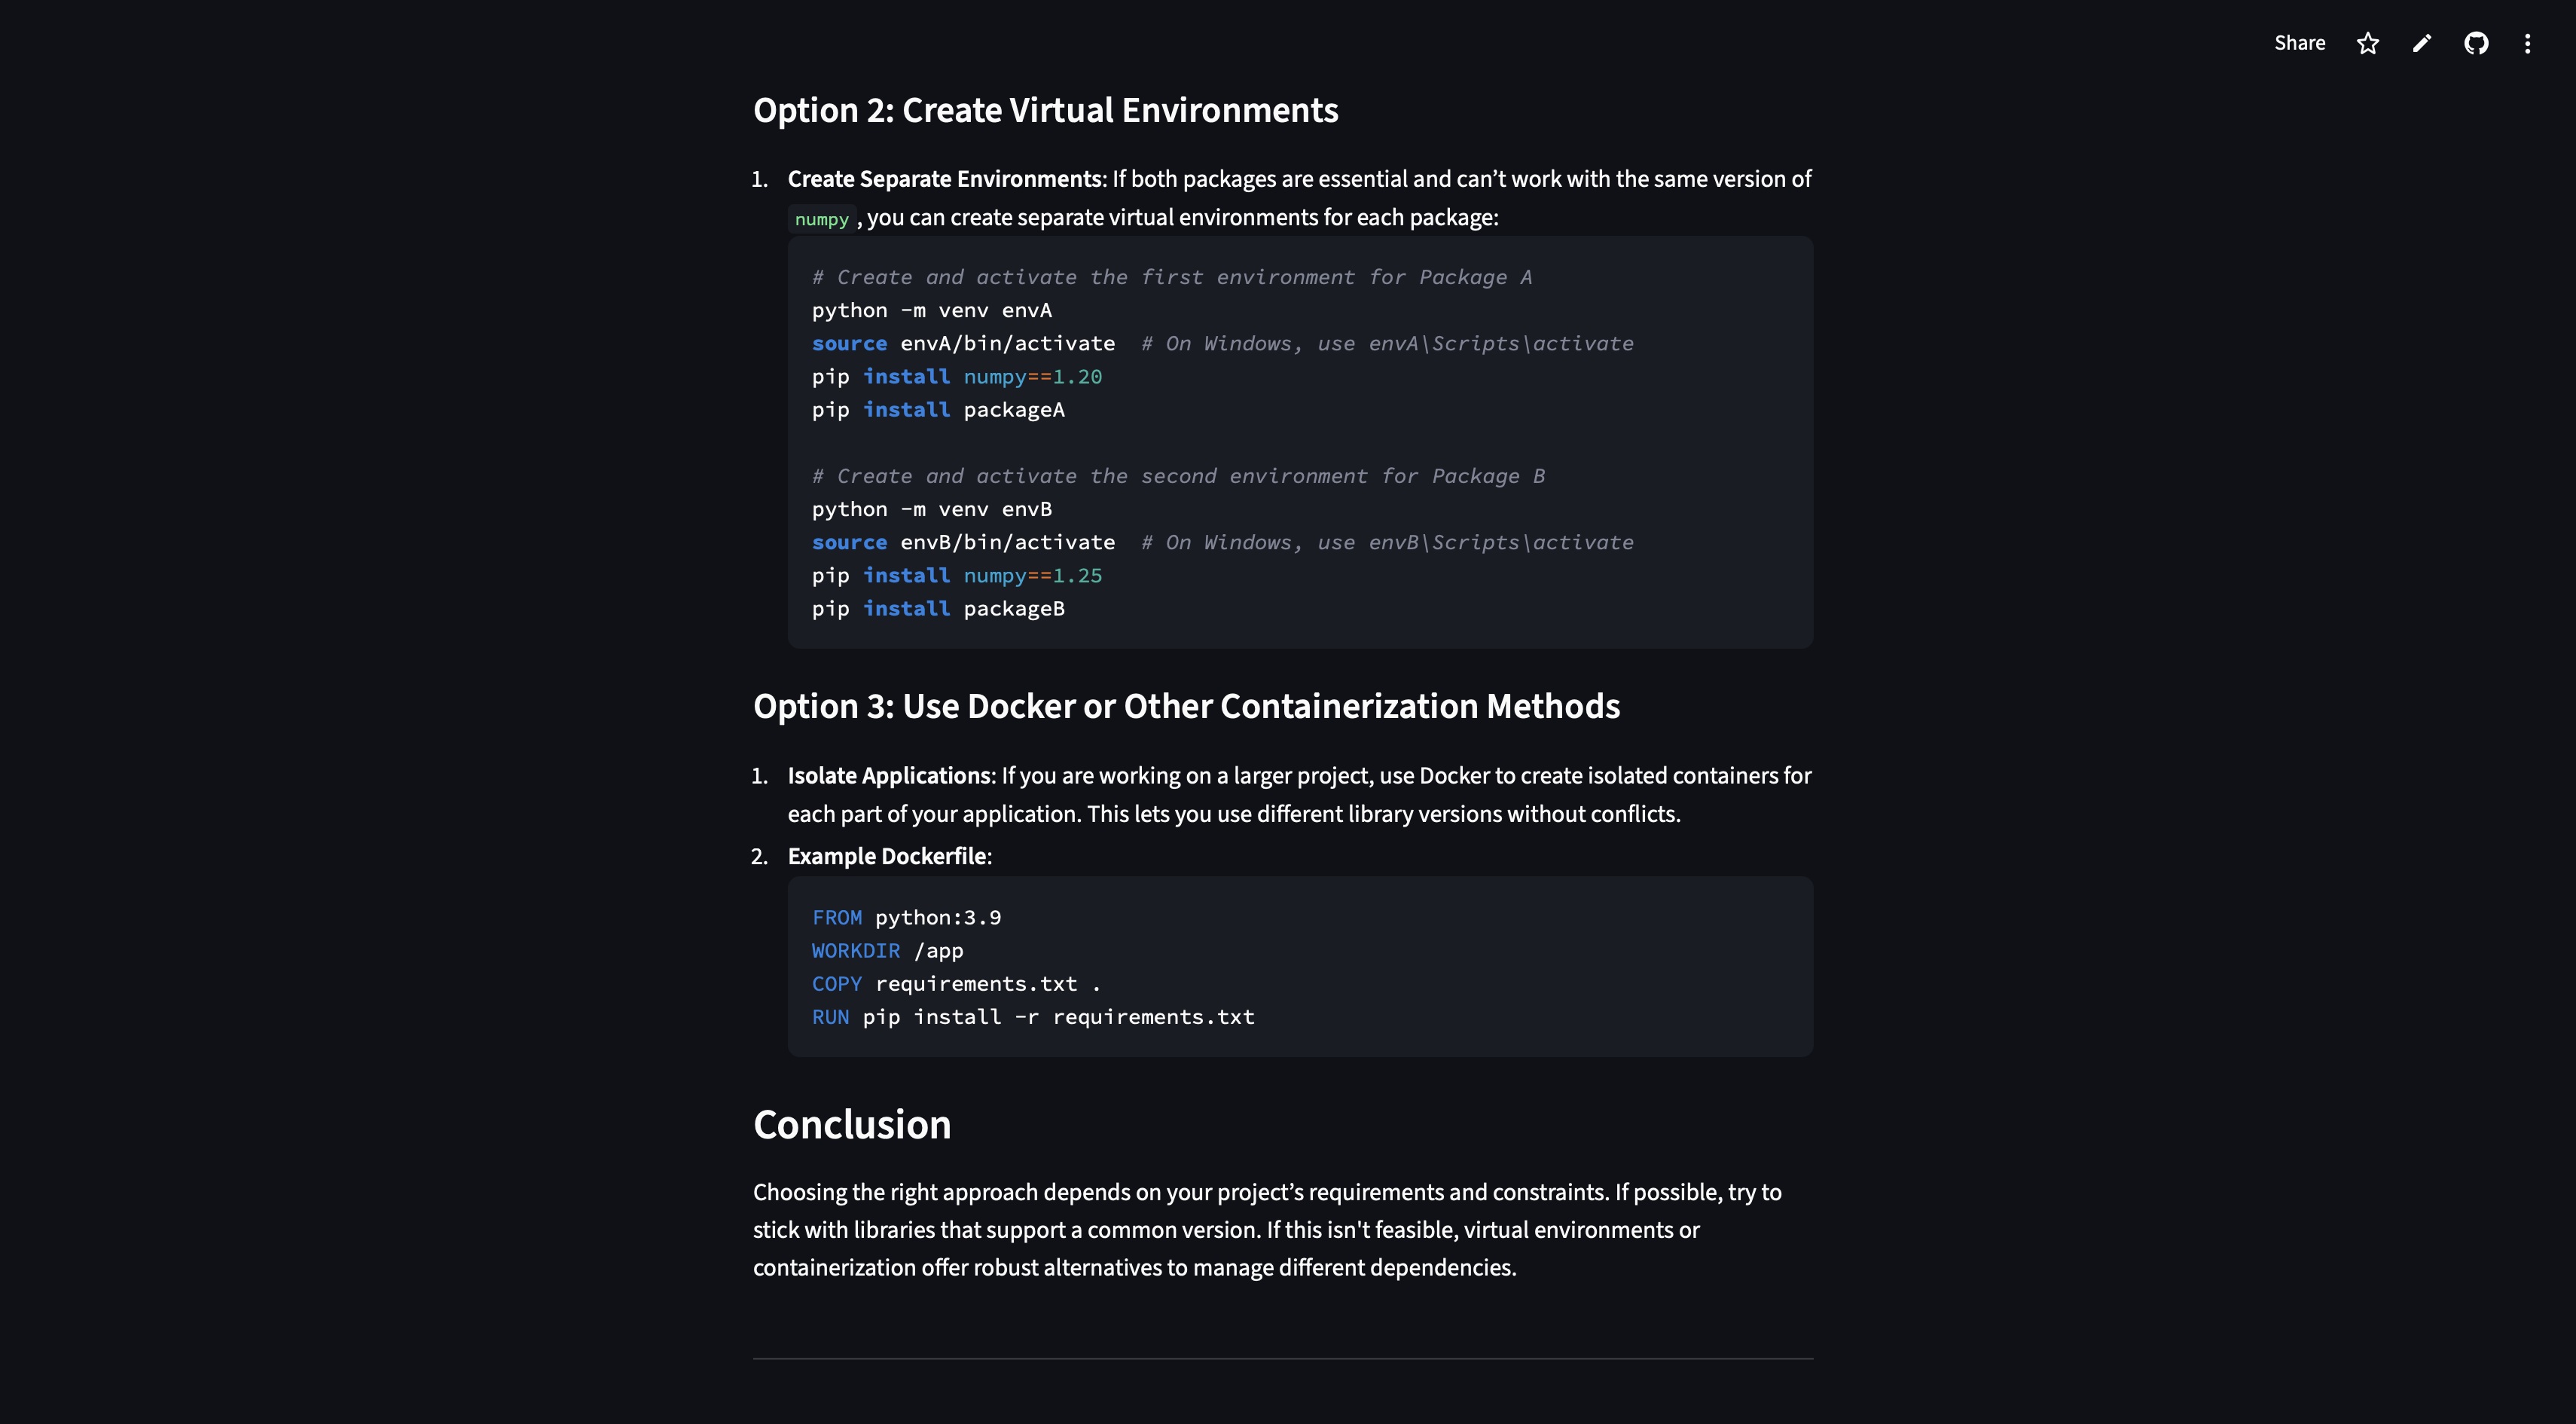 Share
Option 2: Create Virtual Environments
1. Create Separate Environments: If both packages are essential and can’t work with the same version of
numpy , you can create separate virtual environments for each package:
# Create and activate the first environment for Package A
python -m venv envA
source envA/bin/activate  # On Windows, use envA\Scripts\activate
pip install numpy==1.20
pip install packageA
# Create and activate the second environment for Package B
python -m venv envB
source envB/bin/activate  # On Windows, use envB\Scripts\activate
pip install numpy==1.25
pip install packageB
Option 3: Use Docker or Other Containerization Methods
1. Isolate Applications: If you are working on a larger project, use Docker to create isolated containers for
each part of your application. This lets you use different library versions without conflicts.
2. Example Dockerfile:
FROM python:3.9
WORKDIR /app
COPY requirements.txt .
RUN pip install -r requirements.txt
Conclusion
Choosing the right approach depends on your project’s requirements and constraints. If possible, try to
stick with libraries that support a common version. If this isn't feasible, virtual environments or
containerization offer robust alternatives to manage different dependencies.